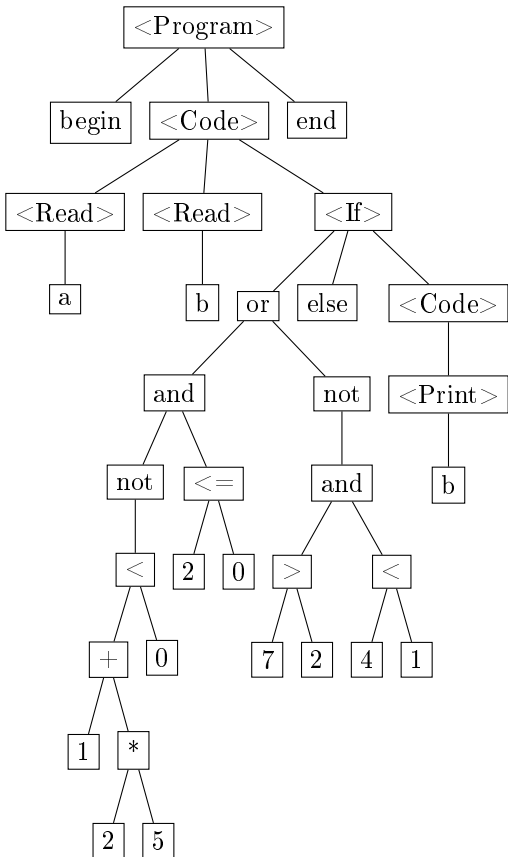 <Program>
begin <Code> end
<Read> <Read> <If>
a b or else <Code>
and not <Print>
not <= and b
< 2 0 > <
+ 0 7 2 4 1
1 *
2 5